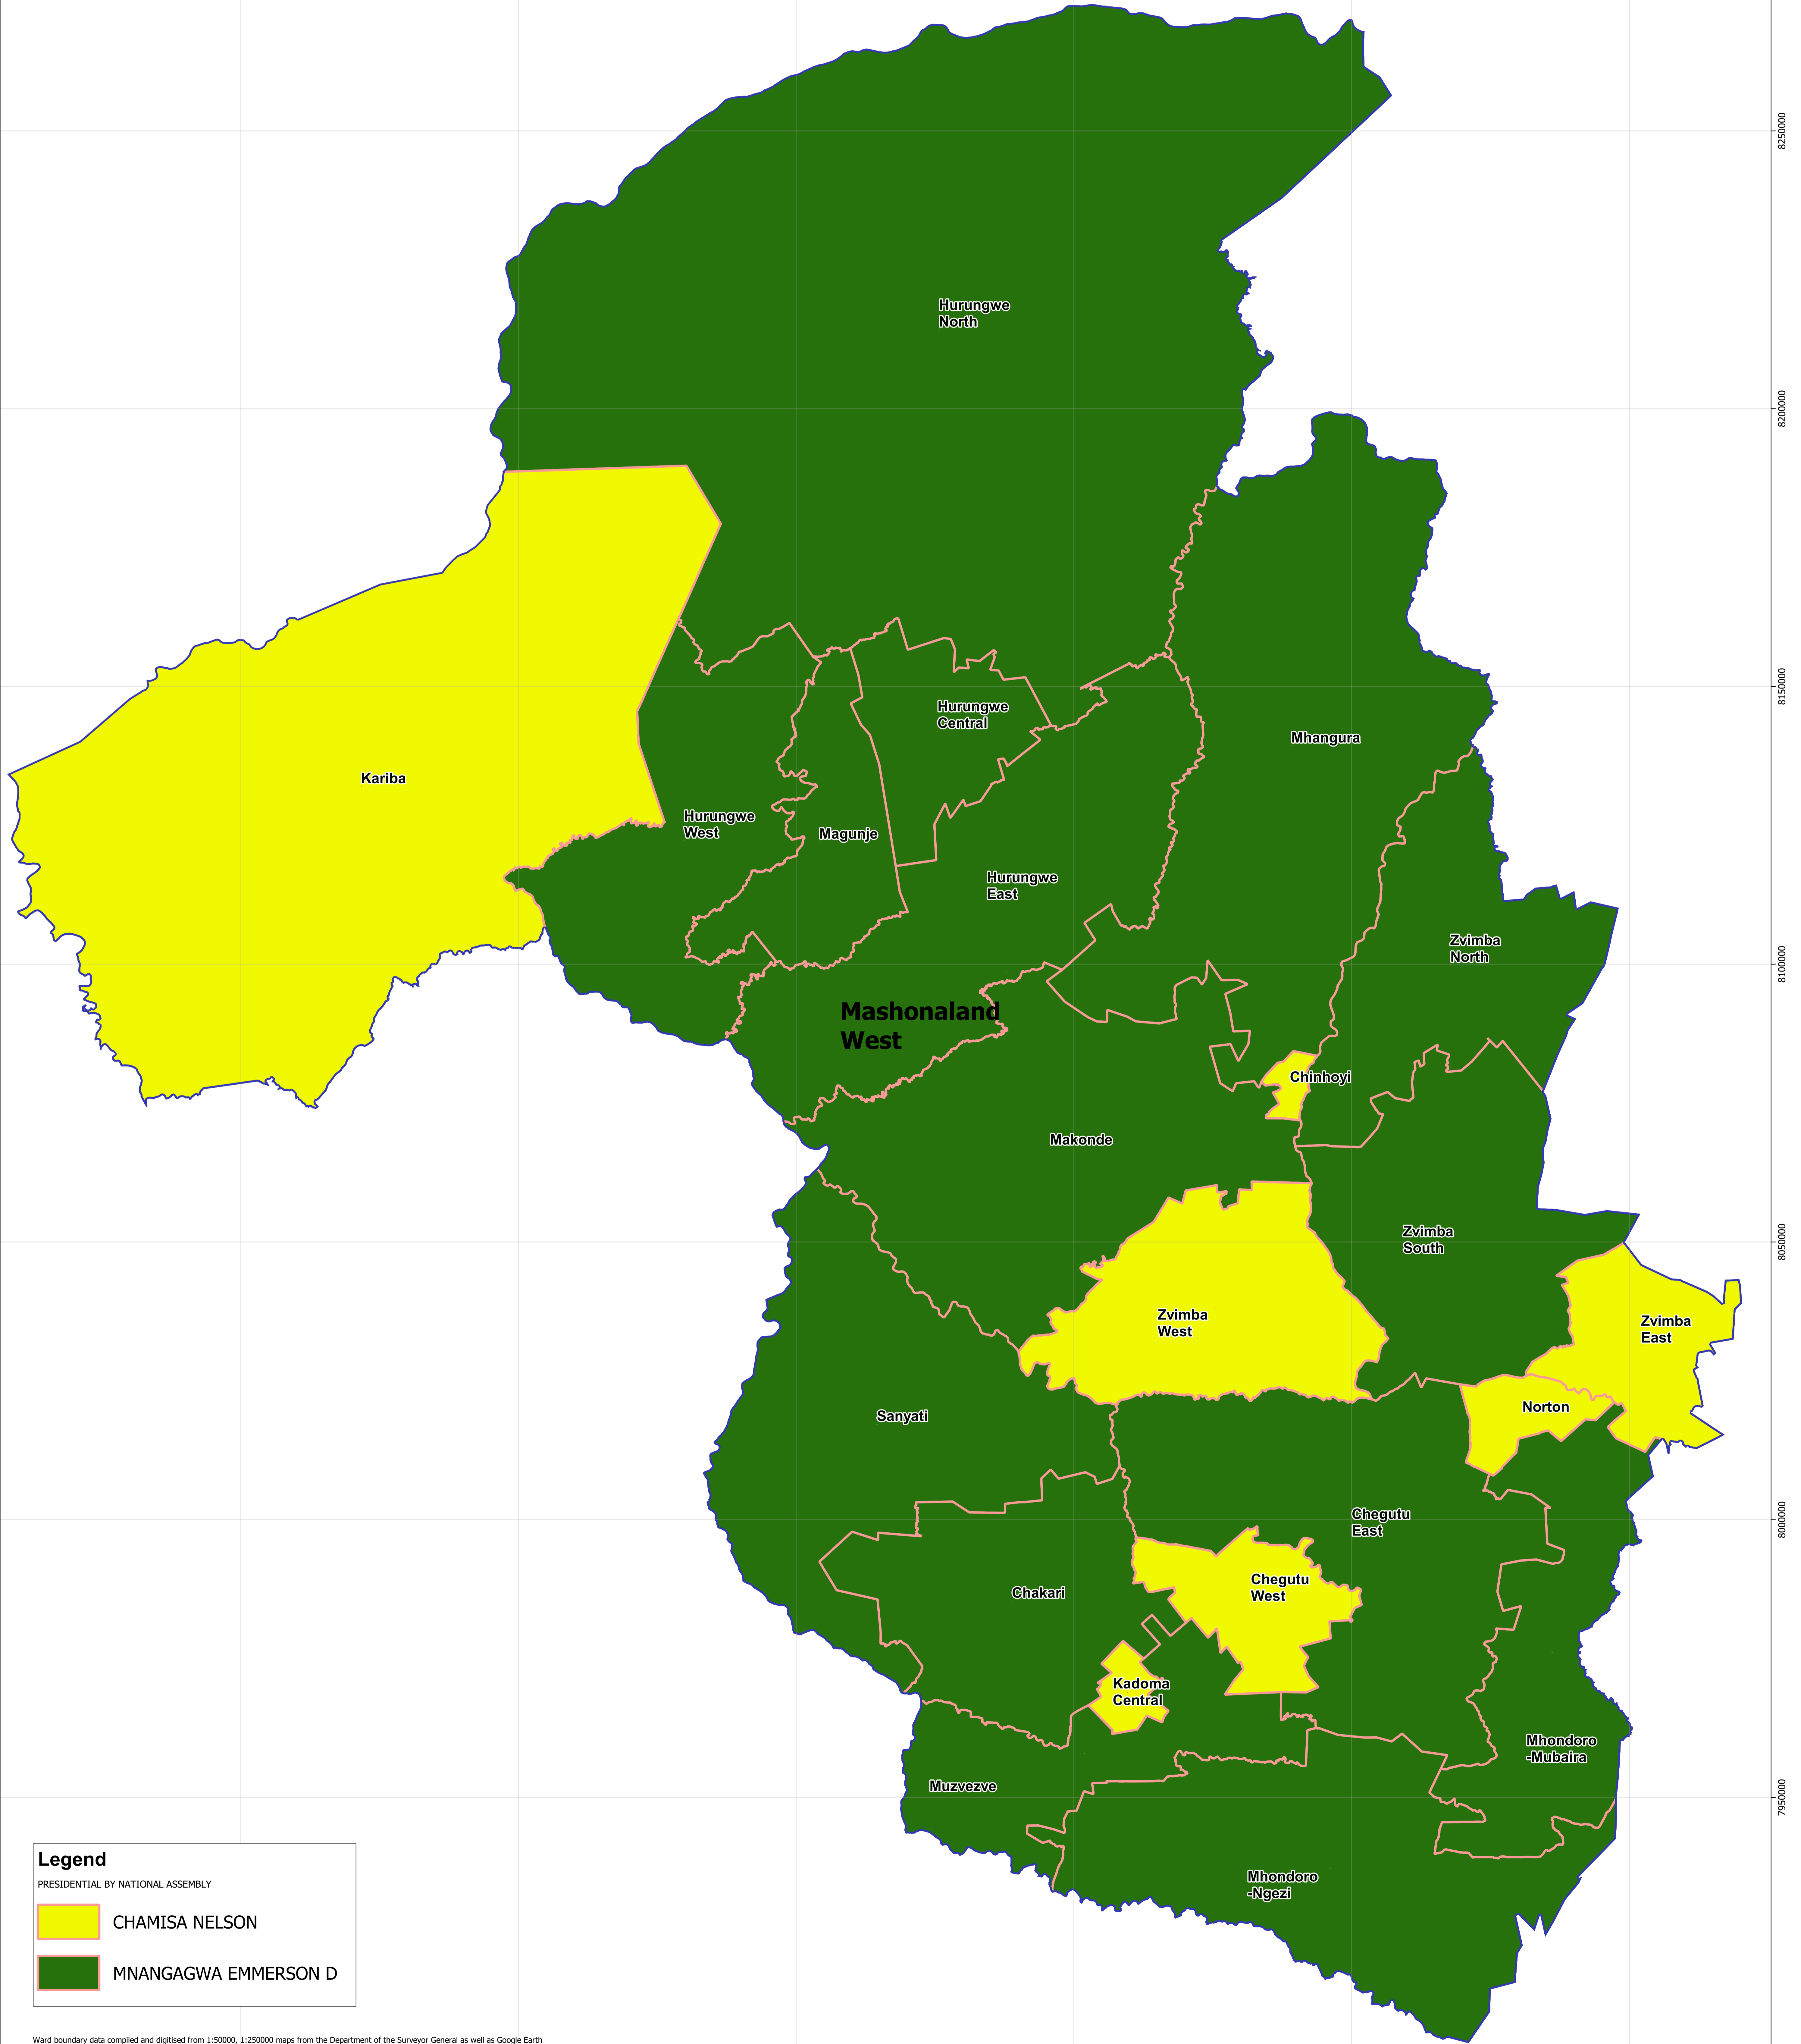 8250000
Hurungwe
North
8200000
8150000
Hurungwe
Central
Mhangura
Kariba
Hurungwe
West
Magunje
Hurungwe
East
Zvimba
North
8100000
Mashonaland
West
Chinhoyi
Makonde
Zvimba
South
8050000
Zvimba
West
Zvimba
East
Norton
Sanyati
Chegutu
East
8000000
Chegutu
West
Chakari
Kadoma
Central
Mhondoro
-Mubaira
Muzvezve
7950000
Mhondoro
-Ngezi
Legend
PRESIDENTIAL BY NATIONAL ASSEMBLY
CHAMISA NELSON
MNANGAGWA EMMERSON D
Ward boundary data compiled and digitised from 1:50000, 1:250000 maps from the Department of the Surveyor General as well as Google Earth